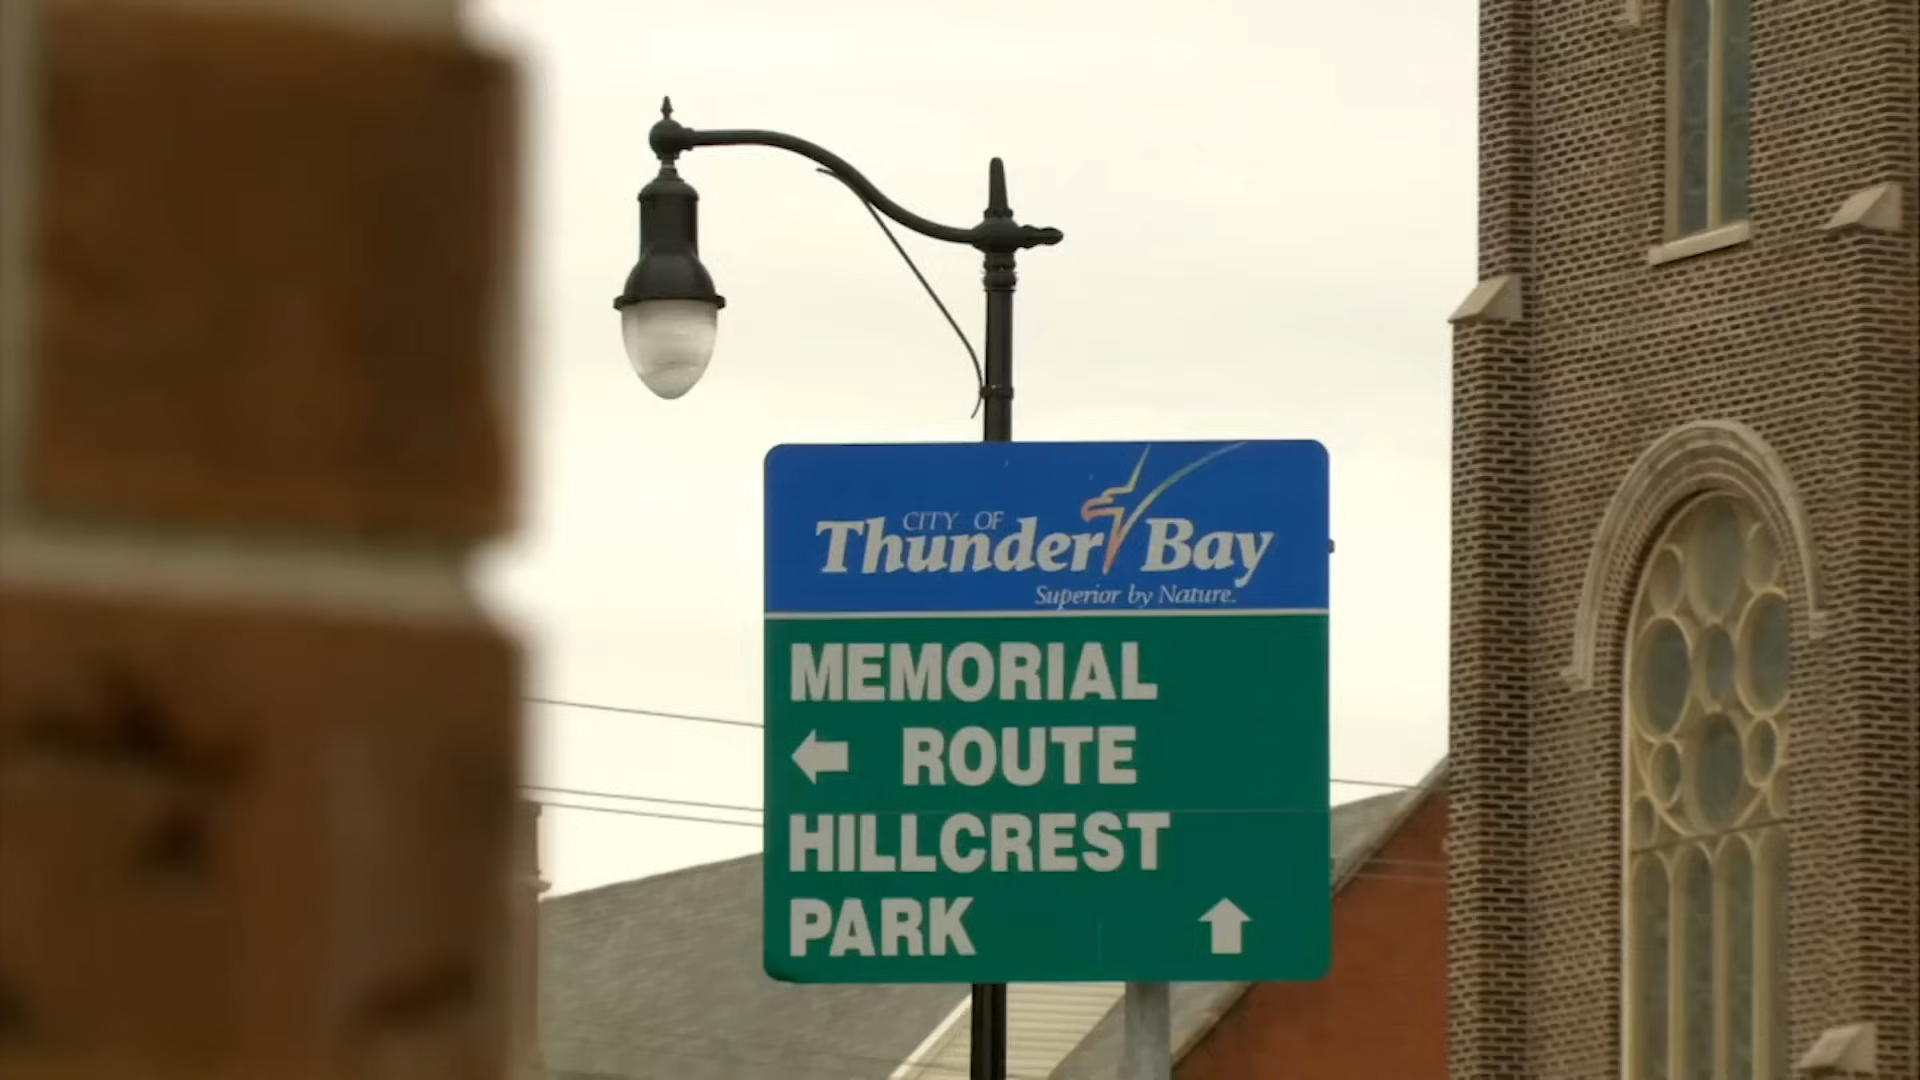 CITY OF
Thunder Bay
Superior by Nature.
MEMORIAL
ROUTE
HILLCREST
PARK